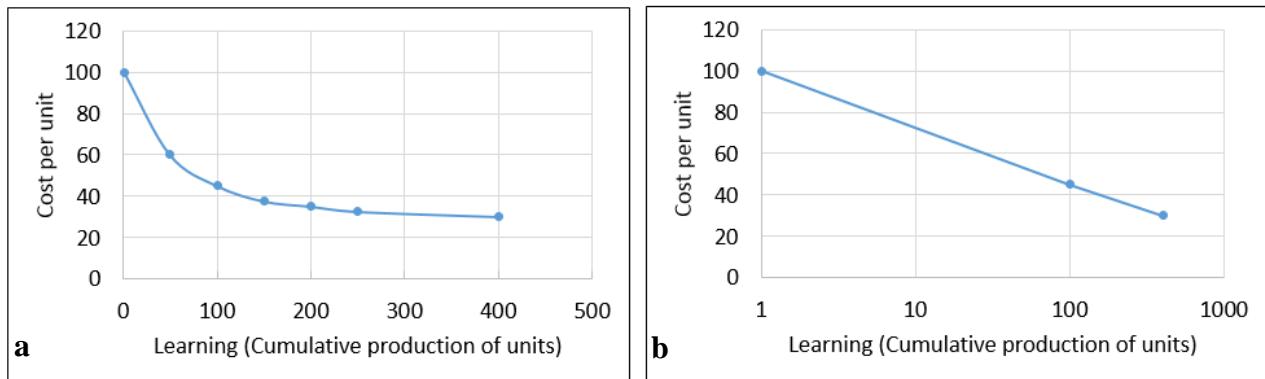 120
100
80
60
40
20
0
Cost per unit
0 100 200 300 400 500
Learning (Cumulative production of units)
a
120
100
80
60
40
20
0
Cost per unit
1 10 100 1000
Learning (Cumulative production of units)
b